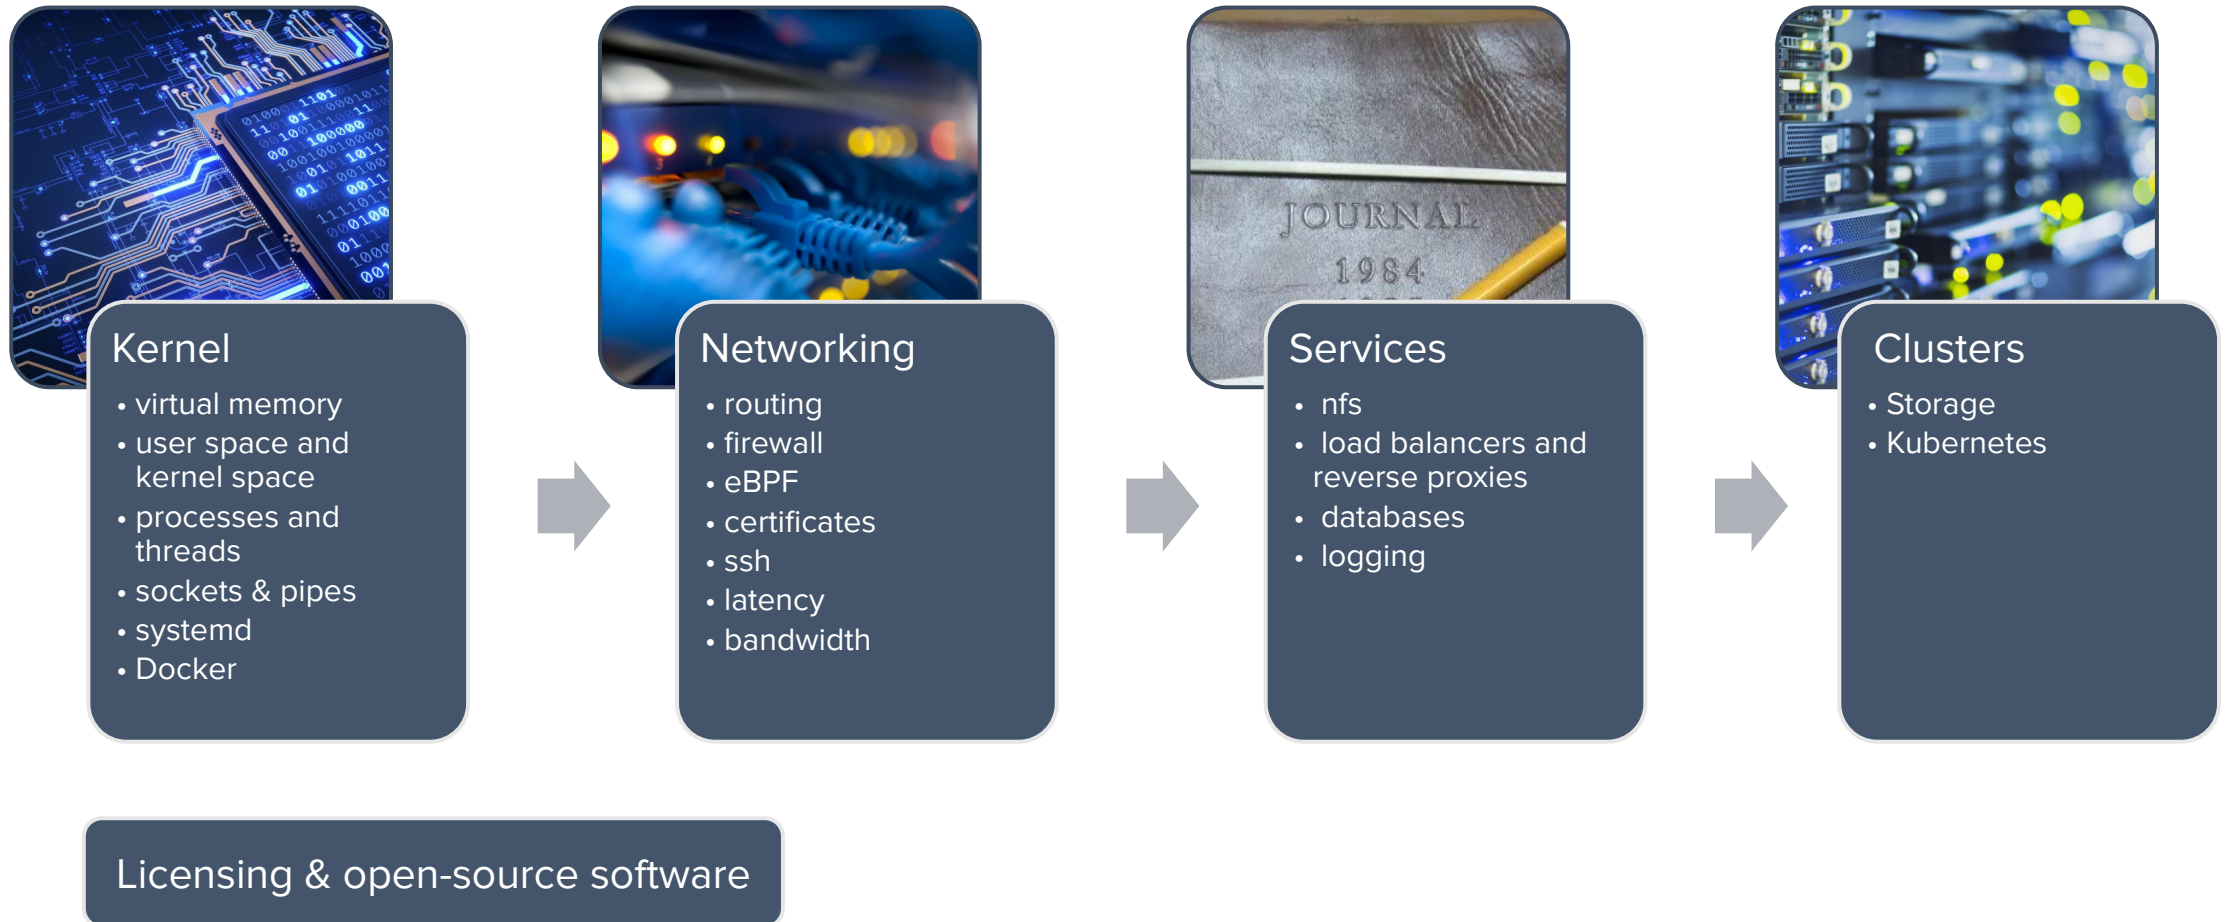 JOURNAL
1984
Kernel
• virtual memory
• user space and
kernel space
• processes and
threads
• sockets & pipes
• systemd
• Docker
Networking
• routing
• firewall
• eBPF
• certificates
• ssh
• latency
• bandwidth
Services
• nfs
• load balancers and
reverse proxies
• databases
• logging
Clusters
• Storage
• Kubernetes
Licensing & open-source software